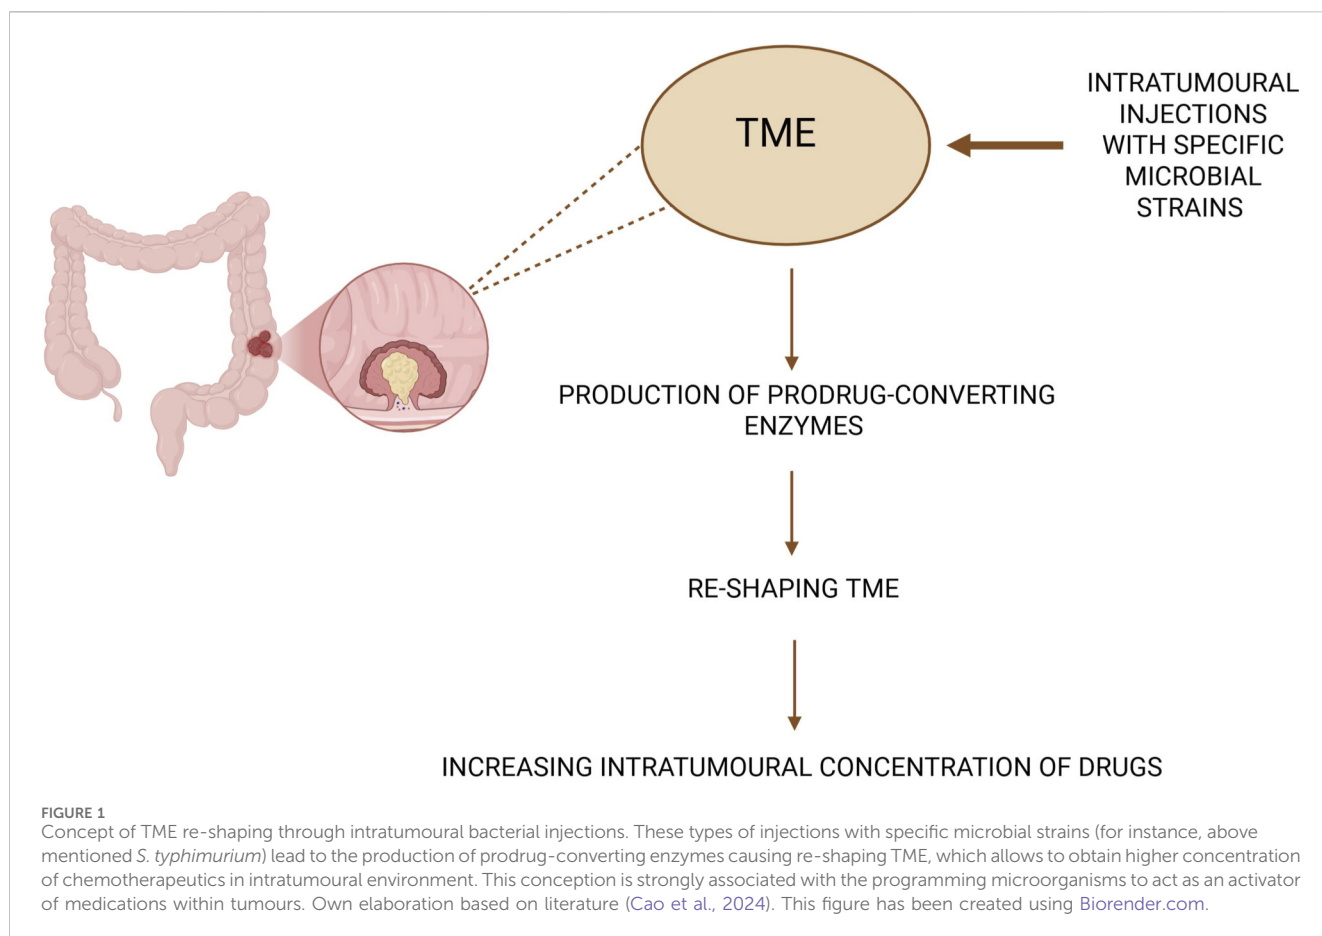 TME
INTRATUMOURAL
INJECTIONS
WITH SPECIFIC
MICROBIAL
STRAINS
PRODUCTION OF PRODRUG-CONVERTING
ENZYMES
RE-SHAPING TME
INCREASING INTRATUMOURAL CONCENTRATION OF DRUGS
FIGURE 1
Concept of TME re-shaping through intratumoural bacterial injections. These types of injections with specific microbial strains (for instance, above
mentioned S. typhimurium) lead to the production of prodrug-converting enzymes causing re-shaping TME, which allows to obtain higher concentration
of chemotherapeutics in intratumoural environment. This conception is strongly associated with the programming microorganisms to act as an activator
of medications within tumours. Own elaboration based on literature (Cao et al., 2024). This figure has been created using Biorender.com.